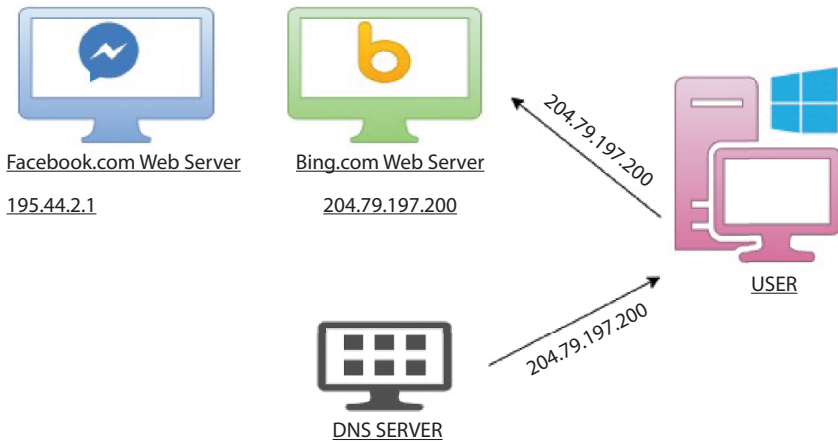 Facebook.com Web Server
195.44.2.1
Bing.com Web Server
204.79.197.200
204.79.197.200
USER
204.79.197.200
DNS SERVER